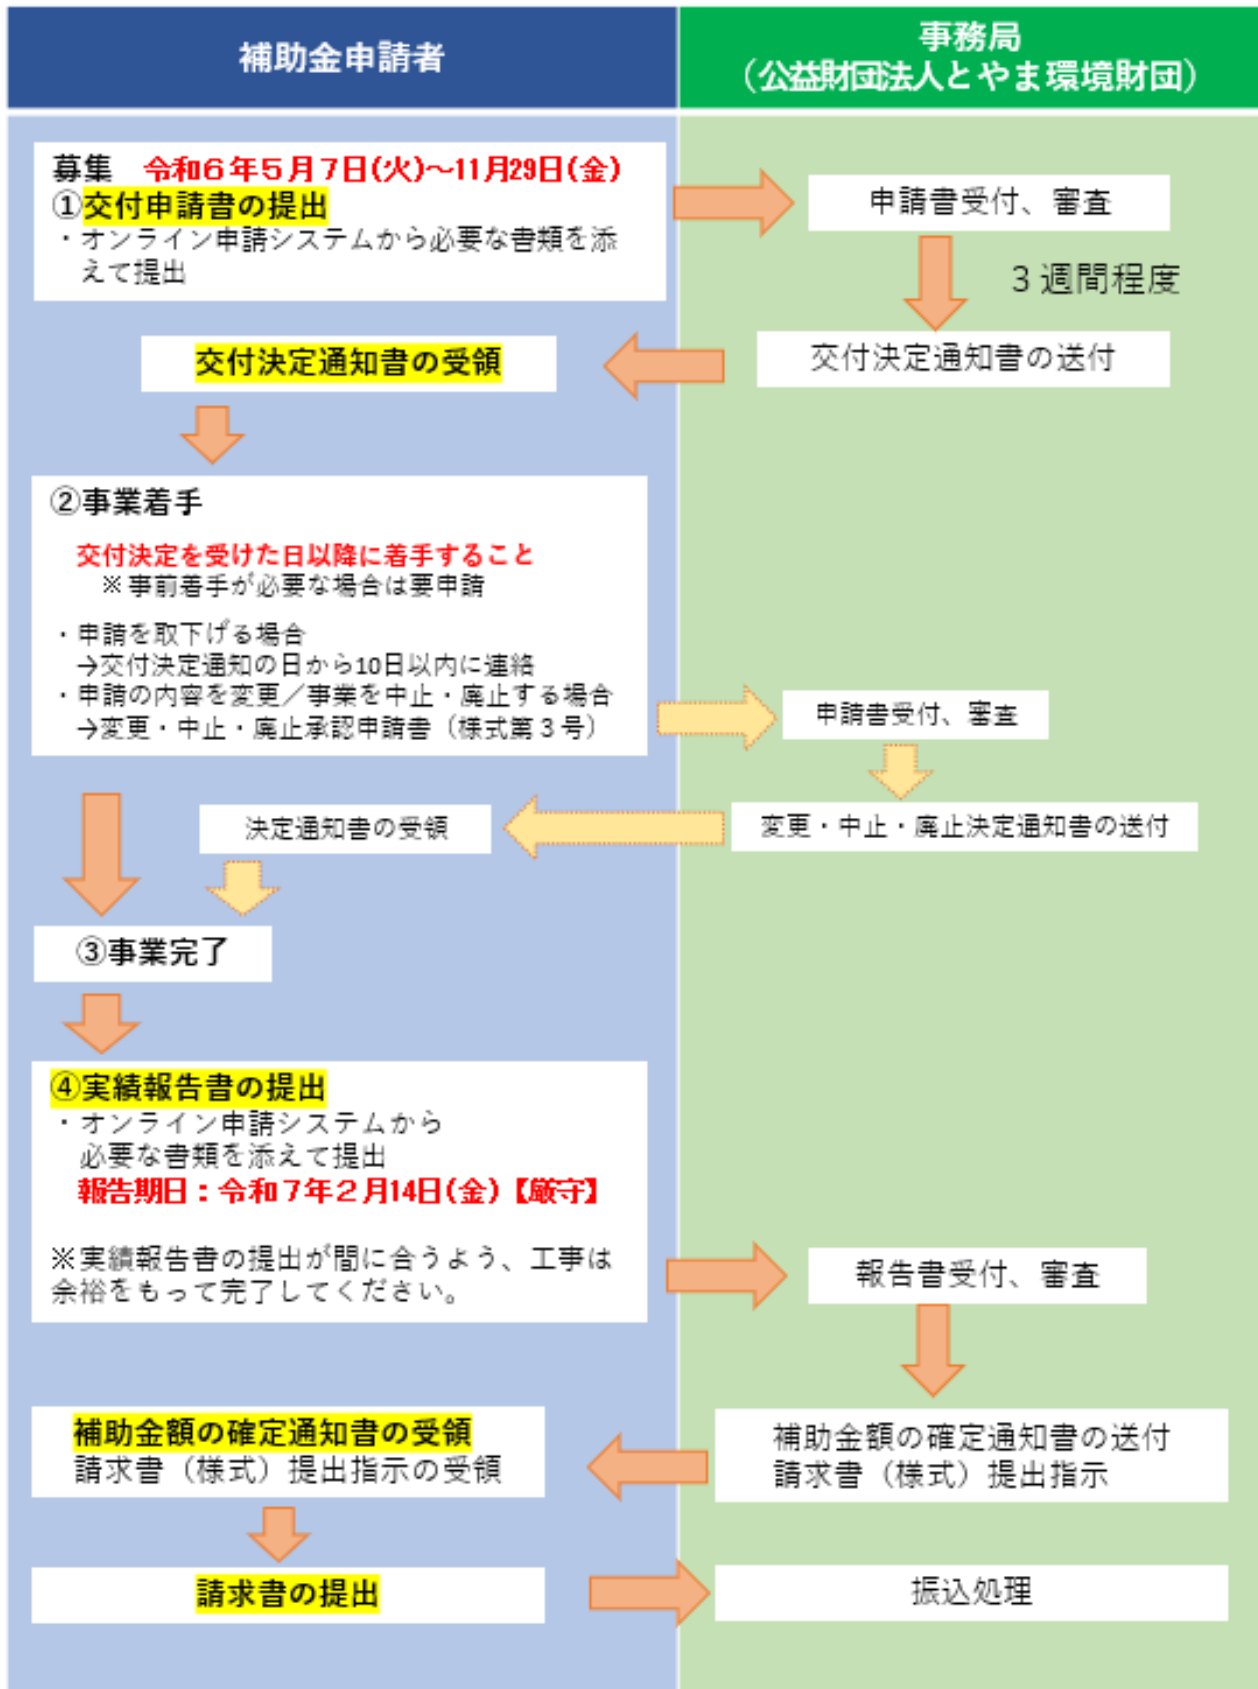 補助金申請者
事務局
（公益財団法人とやま環境財団）
募集　令和６年５月７日(火)～11月29日(金)
①交付申請書の提出
・オンライン申請システムから必要な書類を添
えて提出
申請書受付、審査
３週間程度
交付決定通知書の送付
交付決定通知書の受領
②事業着手
交付決定を受けた日以降に着手すること
※事前着手が必要な場合は要申請
・申請を取下げる場合
→交付決定通知の日から10日以内に連絡
・申請の内容を変更／事業を中止・廃止する場合
→変更・中止・廃止承認申請書（様式第３号）
申請書受付、審査
変更・中止・廃止決定通知書の送付
決定通知書の受領
③事業完了
④実績報告書の提出
・オンライン申請システムから
必要な書類を添えて提出
報告期日：令和７年２月14日(金)【厳守】
※実績報告書の提出が間に合うよう、工事は
余裕をもって完了してください。
報告書受付、審査
補助金額の確定通知書の送付
請求書（様式）提出指示
補助金額の確定通知書の受領
請求書（様式）提出指示の受領
請求書の提出
振込処理